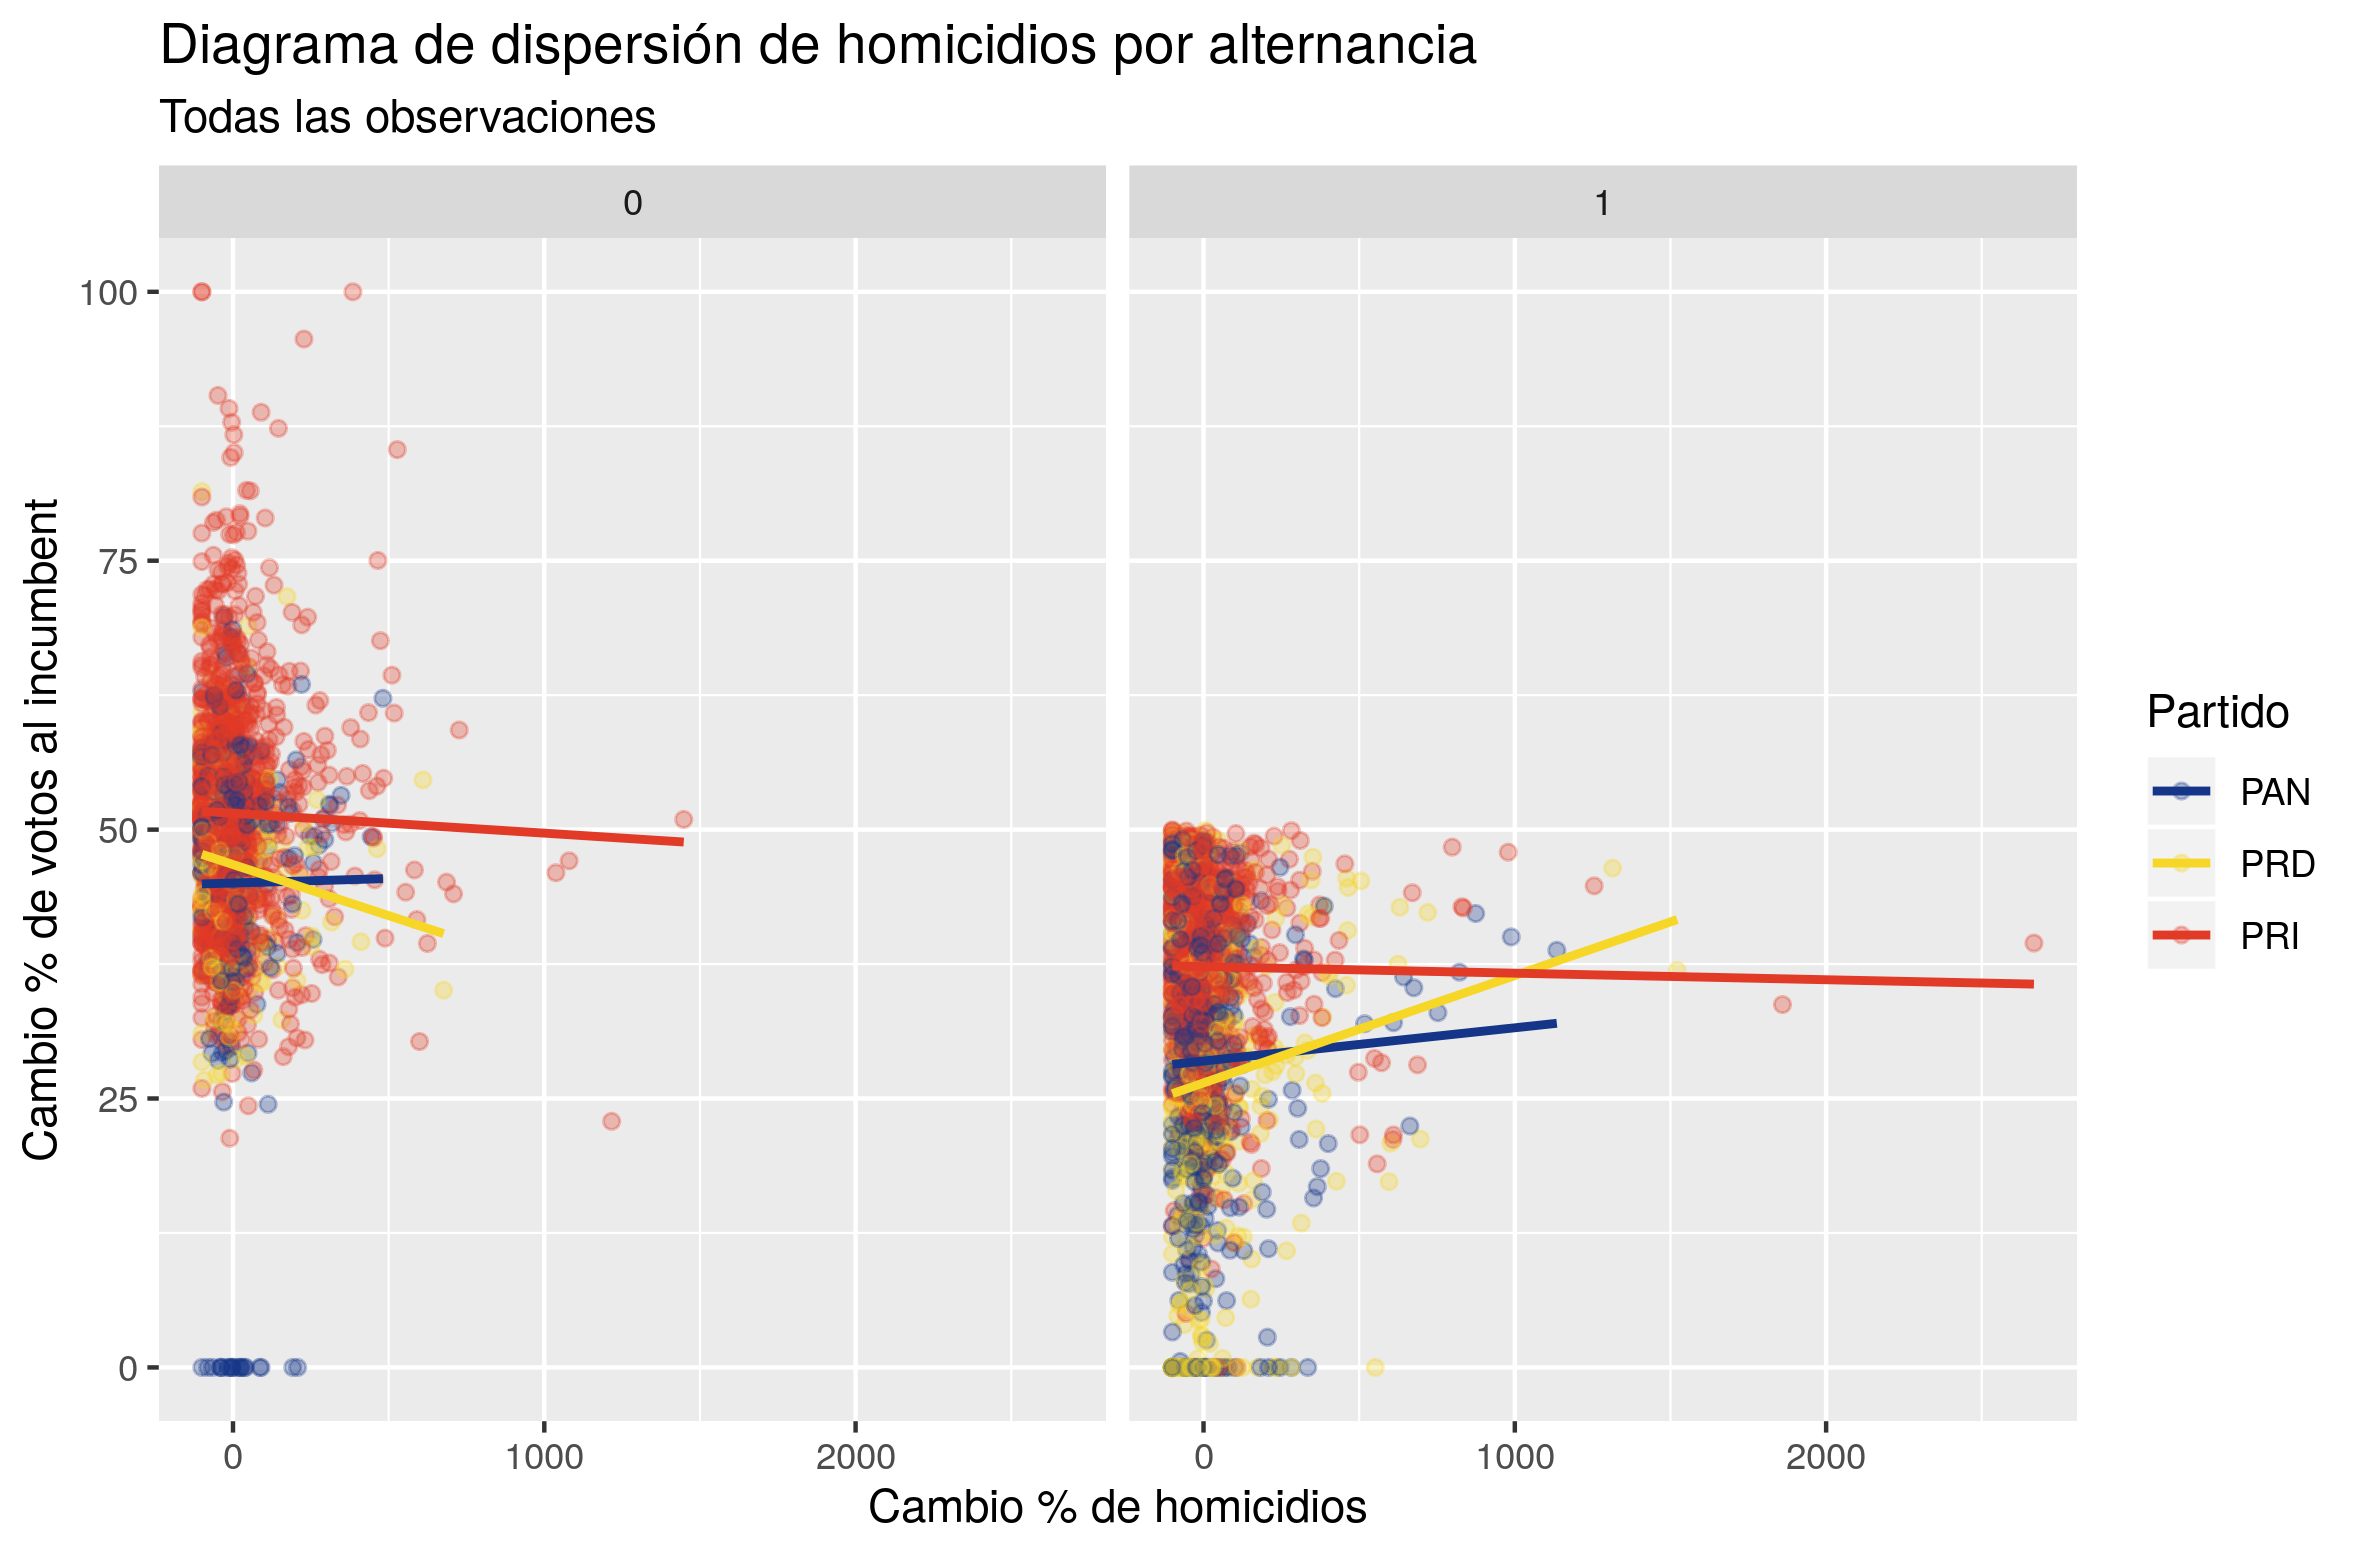 Diagrama de dispersión de homicidios por alternancia
Todas las observaciones
0
1
Cambio % de votos al incumbent
100
75
50
25
0
0
1000
2000
0
1000
2000
Cambio % de homicidios
Partido
PAN
PRD
PRI